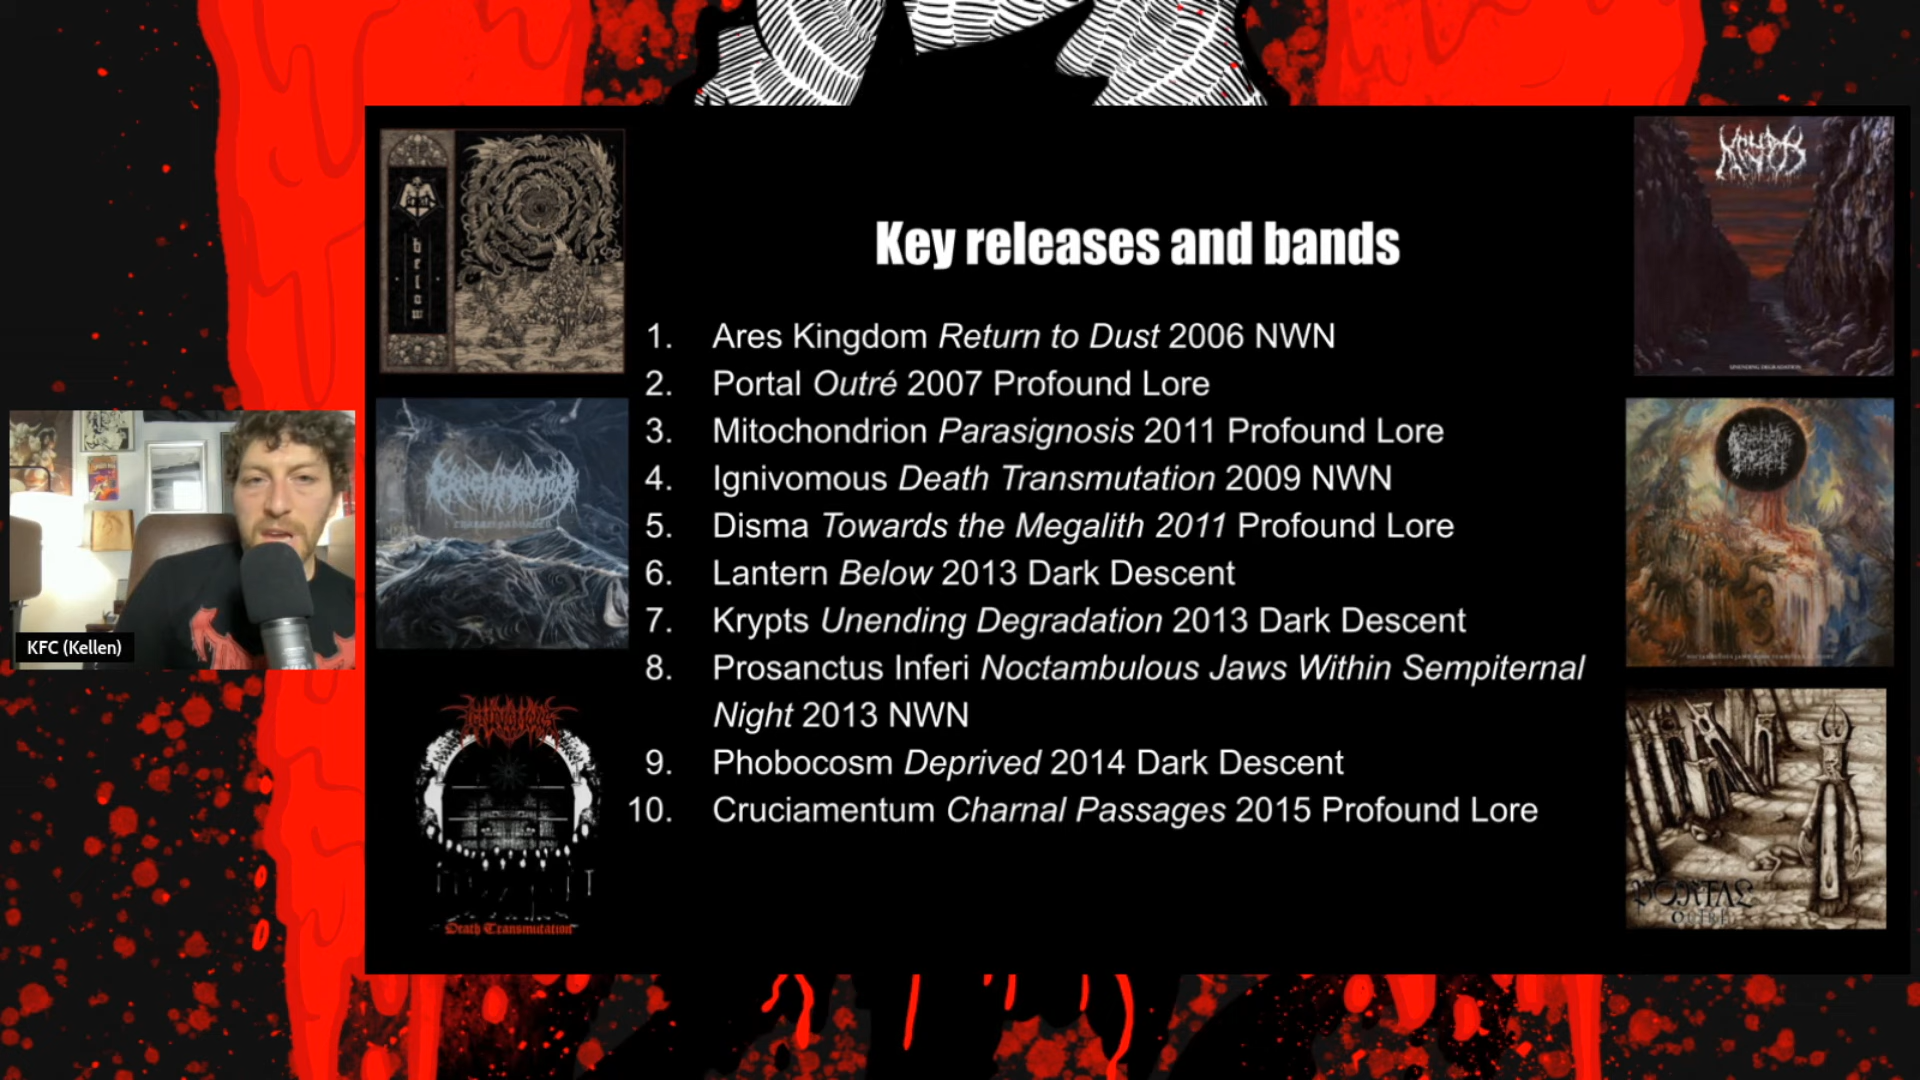 Key releases and bands
1. Ares Kingdom Return to Dust 2006 NWN
2. Portal Outré 2007 Profound Lore
3. Mitochondrion Parasignosis 2011 Profound Lore
4. Ignivomous Death Transmutation 2009 NWN
5. Disma Towards the Megalith 2011 Profound Lore
6. Lantern Below 2013 Dark Descent
7. Krypts Unending Degradation 2013 Dark Descent
8. Prosanctus Inferi Noctambulous Jaws Within Sempiternal
Night 2013 NWN
9. Phobocosm Deprived 2014 Dark Descent
10. Cruciamentum Charnal Passages 2015 Profound Lore
KFC (Kellen)
below
KRYPTS
UNENDING DEGRADATION
Death Transmutation
PORTAL